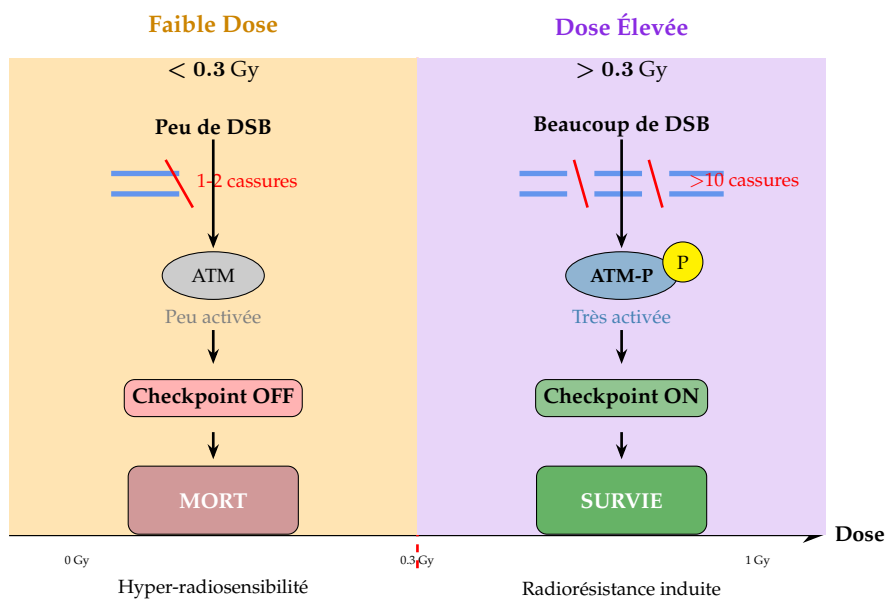 Faible Dose
Dose Élevée
< 0.3 Gy
> 0.3 Gy
Peu de DSB
Beaucoup de DSB
1-2 cassures
>10 cassures
ATM
ATM-P
P
Peu activée
Très activée
Checkpoint OFF
Checkpoint ON
MORT
SURVIE
Dose
0 Gy
0.3 Gy
1 Gy
Hyper-radiosensibilité
Radiorésistance induite